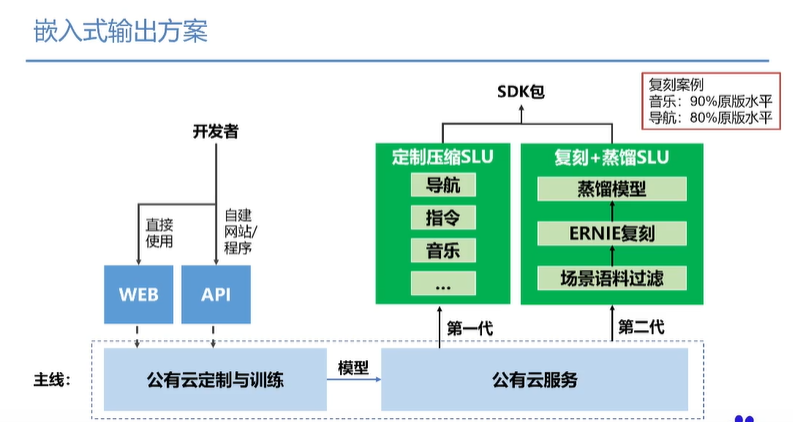 嵌入式输出方案
复刻案例
音乐：90%原版水平
导航：80%原版水平
SDK包
开发者
定制压缩SLU
导航
指令
音乐
...
复刻+蒸馏SLU
蒸馏模型
ERNIE复刻
场景语料过滤
直接
使用
自建
网站/
程序
WEB
API
第一代
第二代
主线：
公有云定制与训练
模型
公有云服务